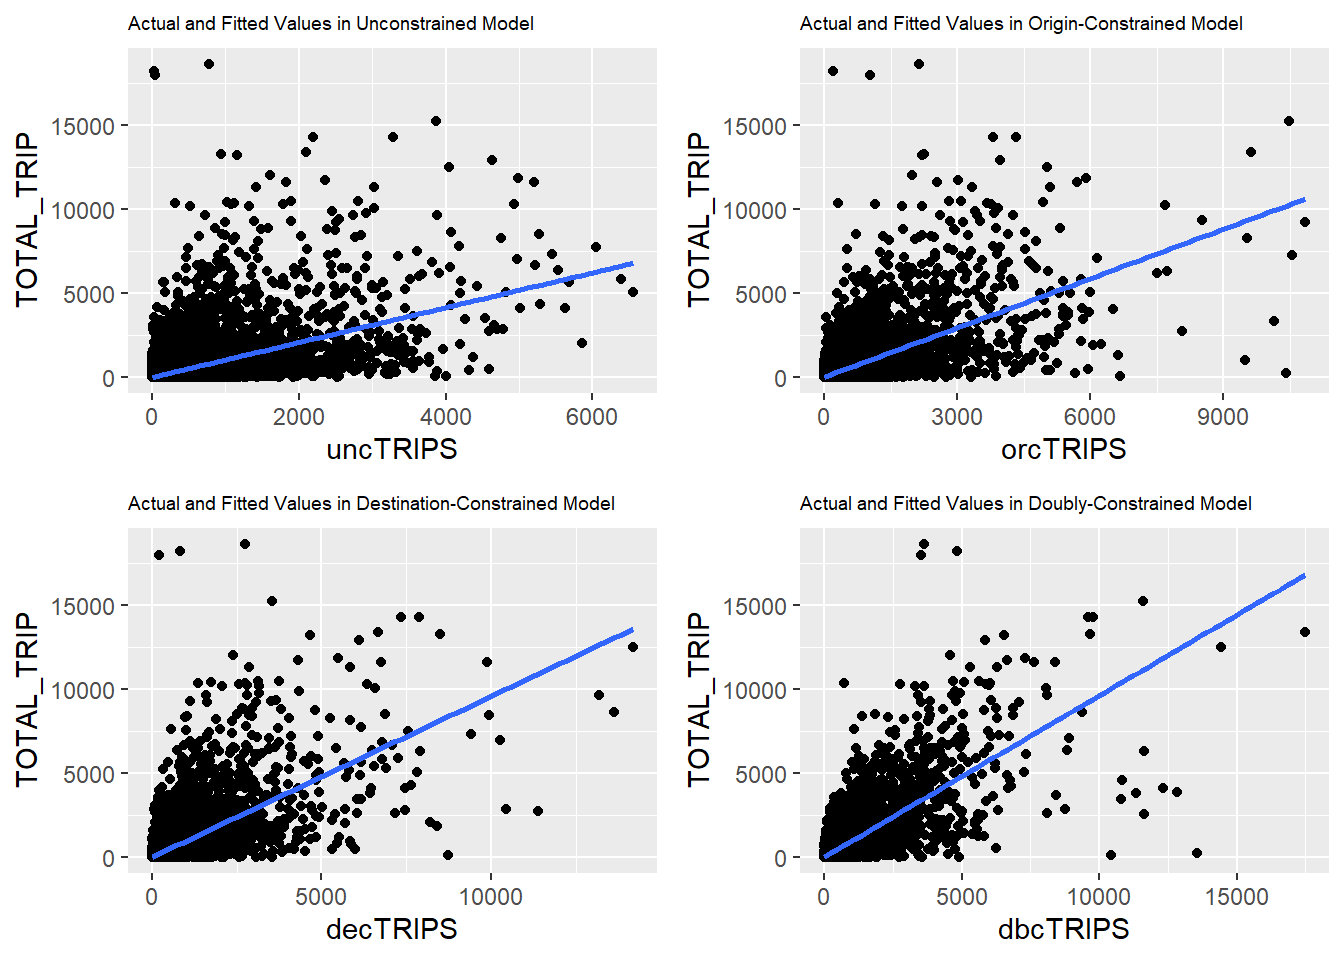 Actual and Fitted Values in Unconstrained Model
TOTAL_TRIP
15000
10000
5000
0
0 2000 4000 6000
uncTRIPS
Actual and Fitted Values in Origin-Constrained Model
TOTAL_TRIP
15000
10000
5000
0
0 3000 6000 9000
orcTRIPS
Actual and Fitted Values in Destination-Constrained Model
TOTAL_TRIP
15000
10000
5000
0
0 5000 10000
decTRIPS
Actual and Fitted Values in Doubly-Constrained Model
TOTAL_TRIP
15000
10000
5000
0
0 5000 10000 15000
dbcTRIPS